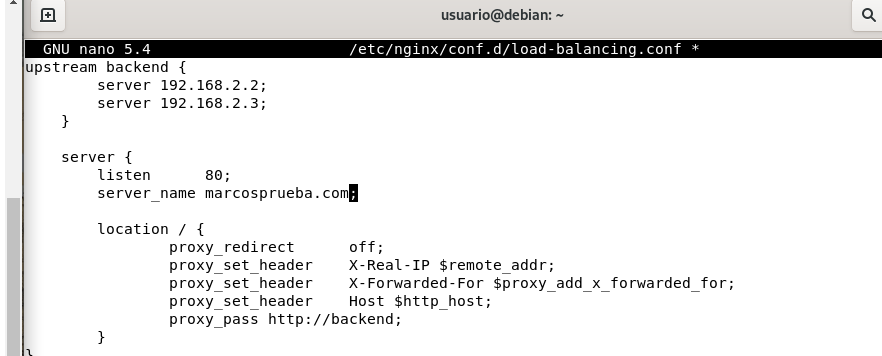 usuario@debian: ~
GNU nano 5.4 /etc/nginx/conf.d/load-balancing.conf *
upstream backend {
        server 192.168.2.2;
        server 192.168.2.3;
    }

    server {
        listen      80;
        server_name marcosprueba.com;

        location / {
                proxy_redirect      off;
                proxy_set_header    X-Real-IP $remote_addr;
                proxy_set_header    X-Forwarded-For $proxy_add_x_forwarded_for;
                proxy_set_header    Host $http_host;
                proxy_pass http://backend;
        }
}